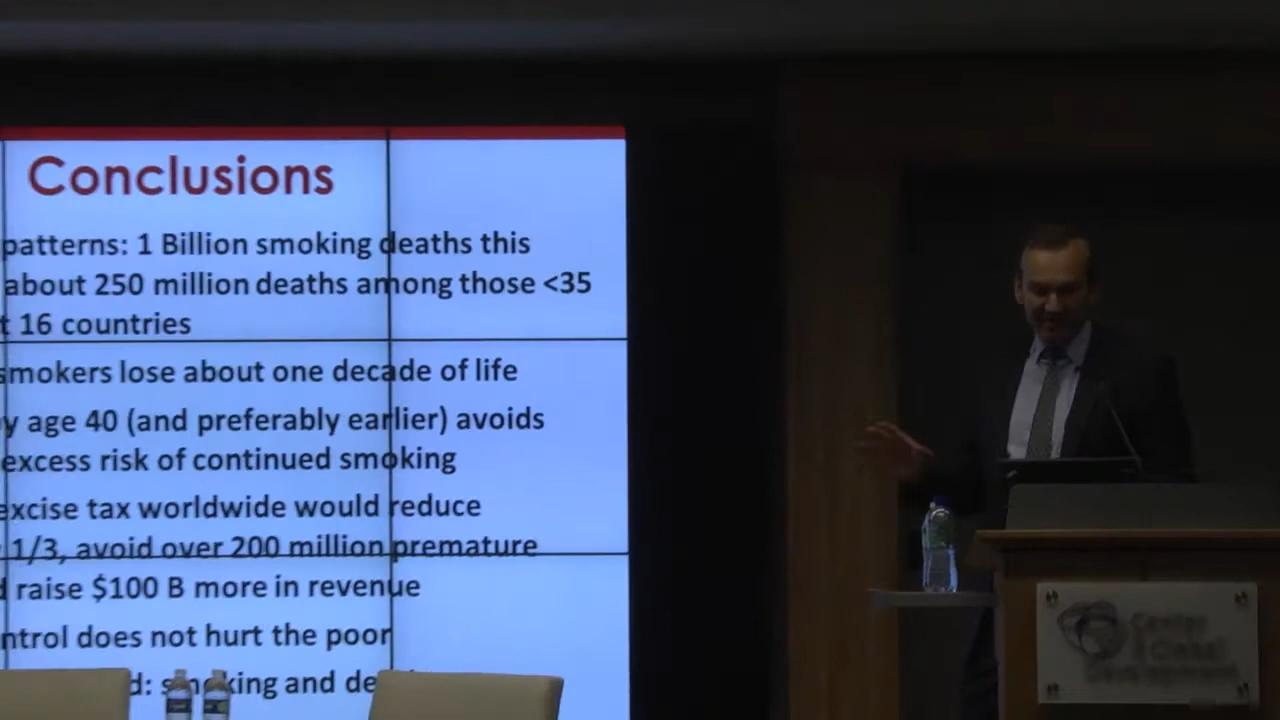 Conclusions
patterns: 1 Billion smoking deaths this
about 250 million deaths among those <35
t 16 countries
smokers lose about one decade of life
y age 40 (and preferably earlier) avoids
excess risk of continued smoking
excise tax worldwide would reduce
1/3, avoid over 200 million premature
d raise $100 B more in revenue
ntrol does not hurt the poor
d: smoking and de
Center
Global
Development